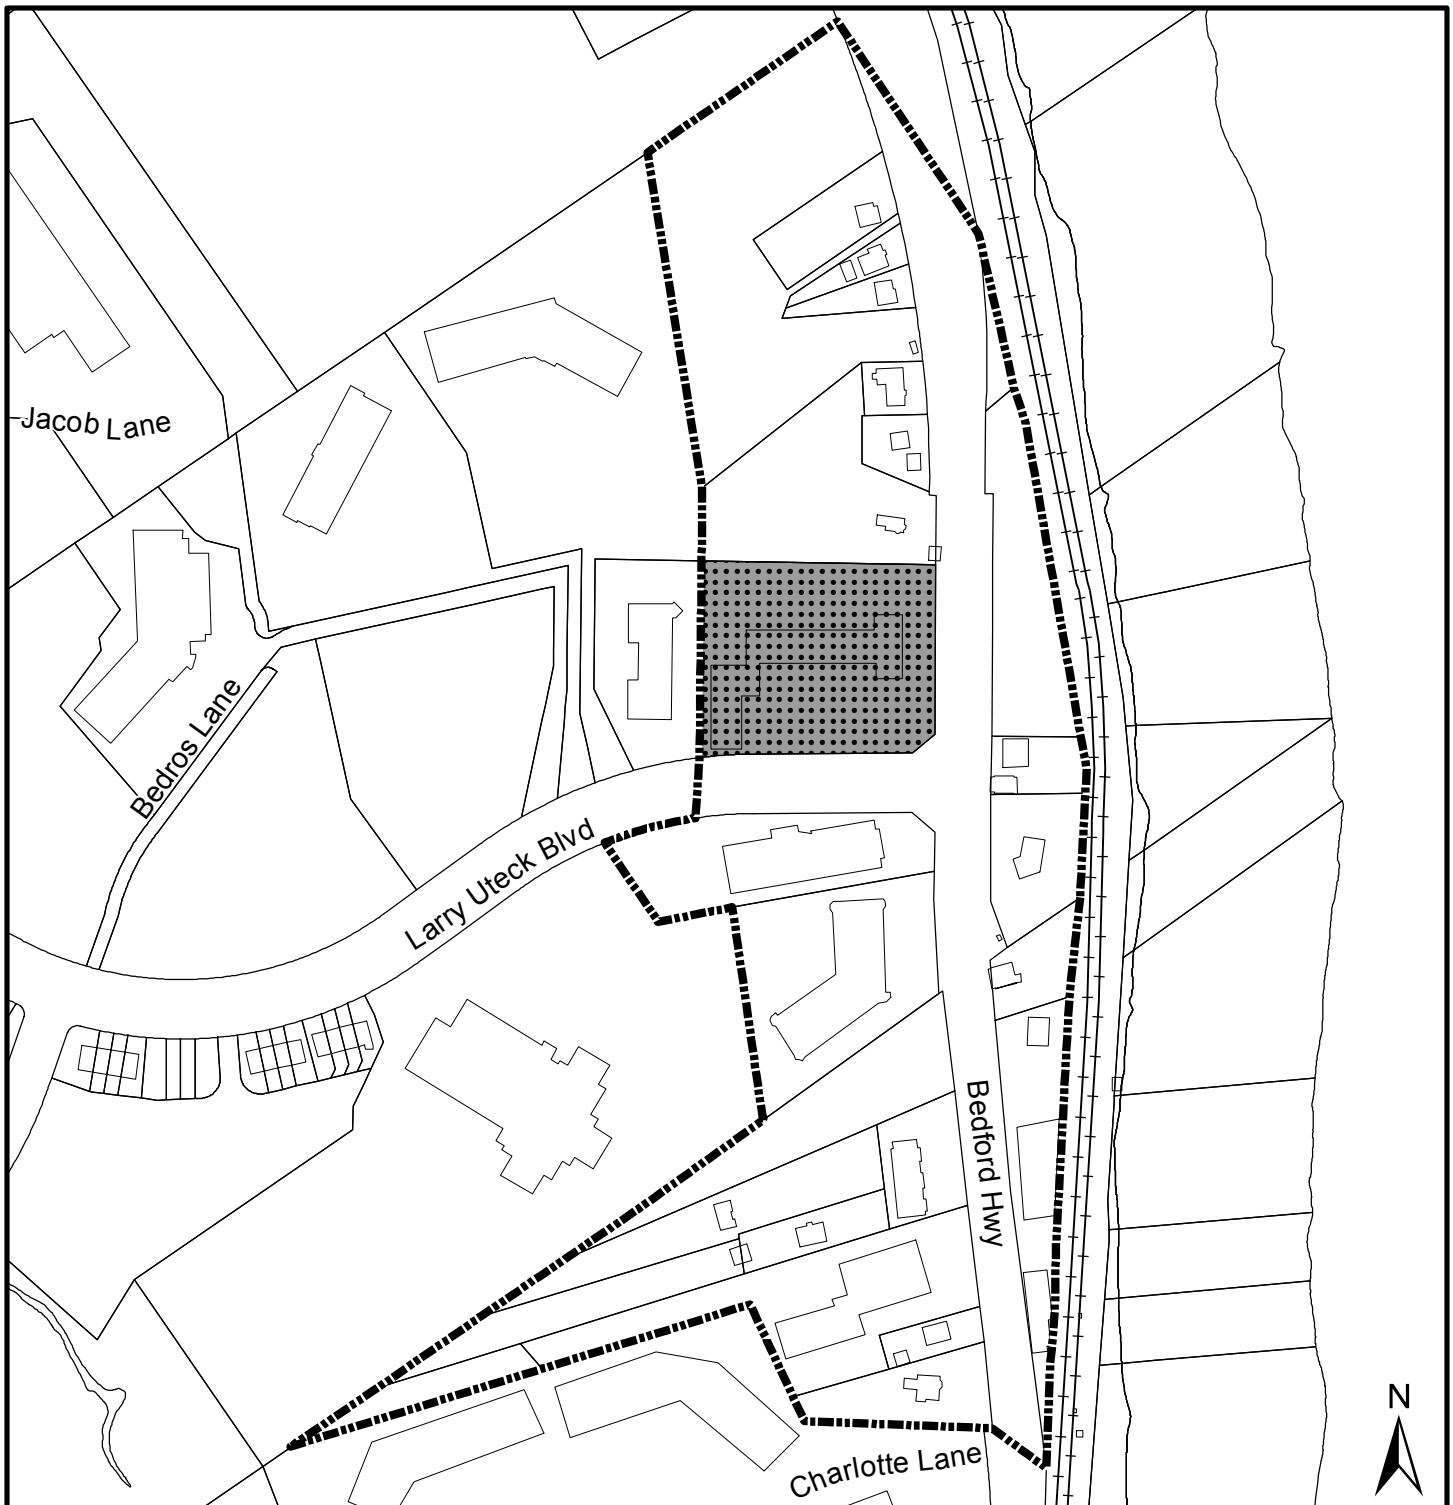 Jacob Lane
Bedros Lane
Larry Uteck Blvd
Bedford Hwy
N
Charlotte Lane